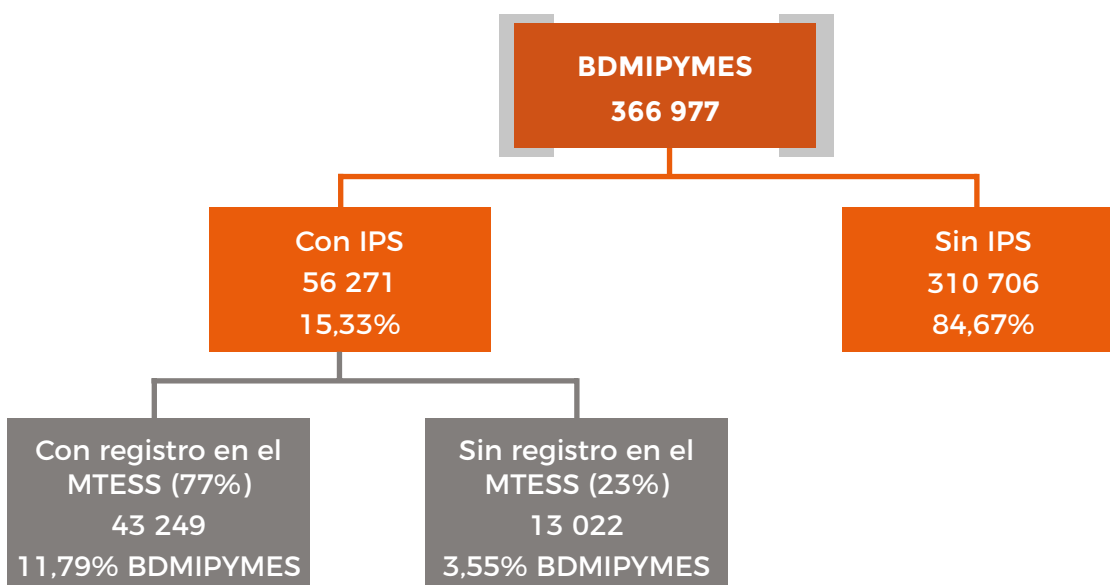 BDMIPYMES
366 977
Con IPS
56 271
15,33%
Sin IPS
310 706
84,67%
Con registro en el
MTESS (77%)
43 249
11,79% BDMIPYMES
Sin registro en el
MTESS (23%)
13 022
3,55% BDMIPYMES